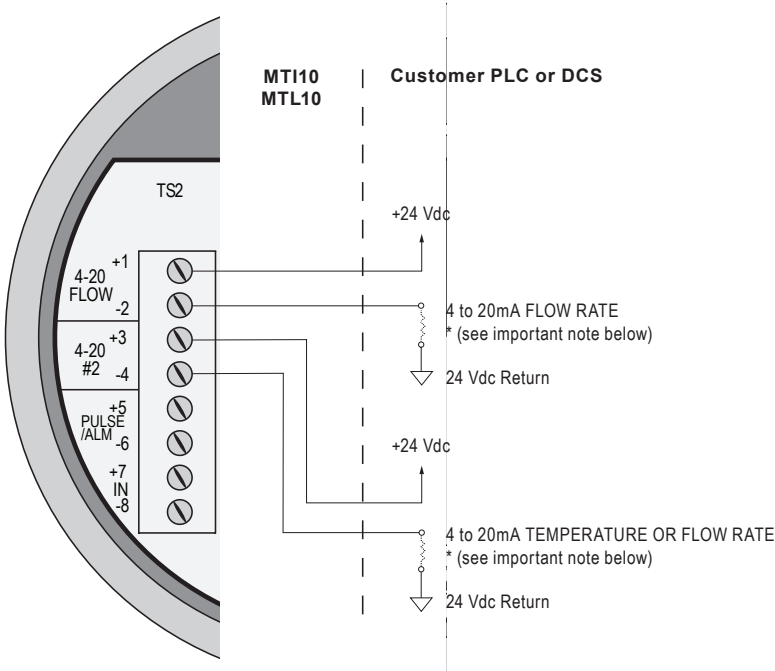 MTI10
MTL10
Customer PLC or DCS
TS2
+24 Vdc
4-20
FLOW
+1
-2
4 to 20mA FLOW RATE
* (see important note below)
24 Vdc Return
4-20
#2
+3
-4
PULSE
/ALM
+5
-6
+24 Vdc
+7
IN
-8
4 to 20mA TEMPERATURE OR FLOW RATE
* (see important note below)
24 Vdc Return